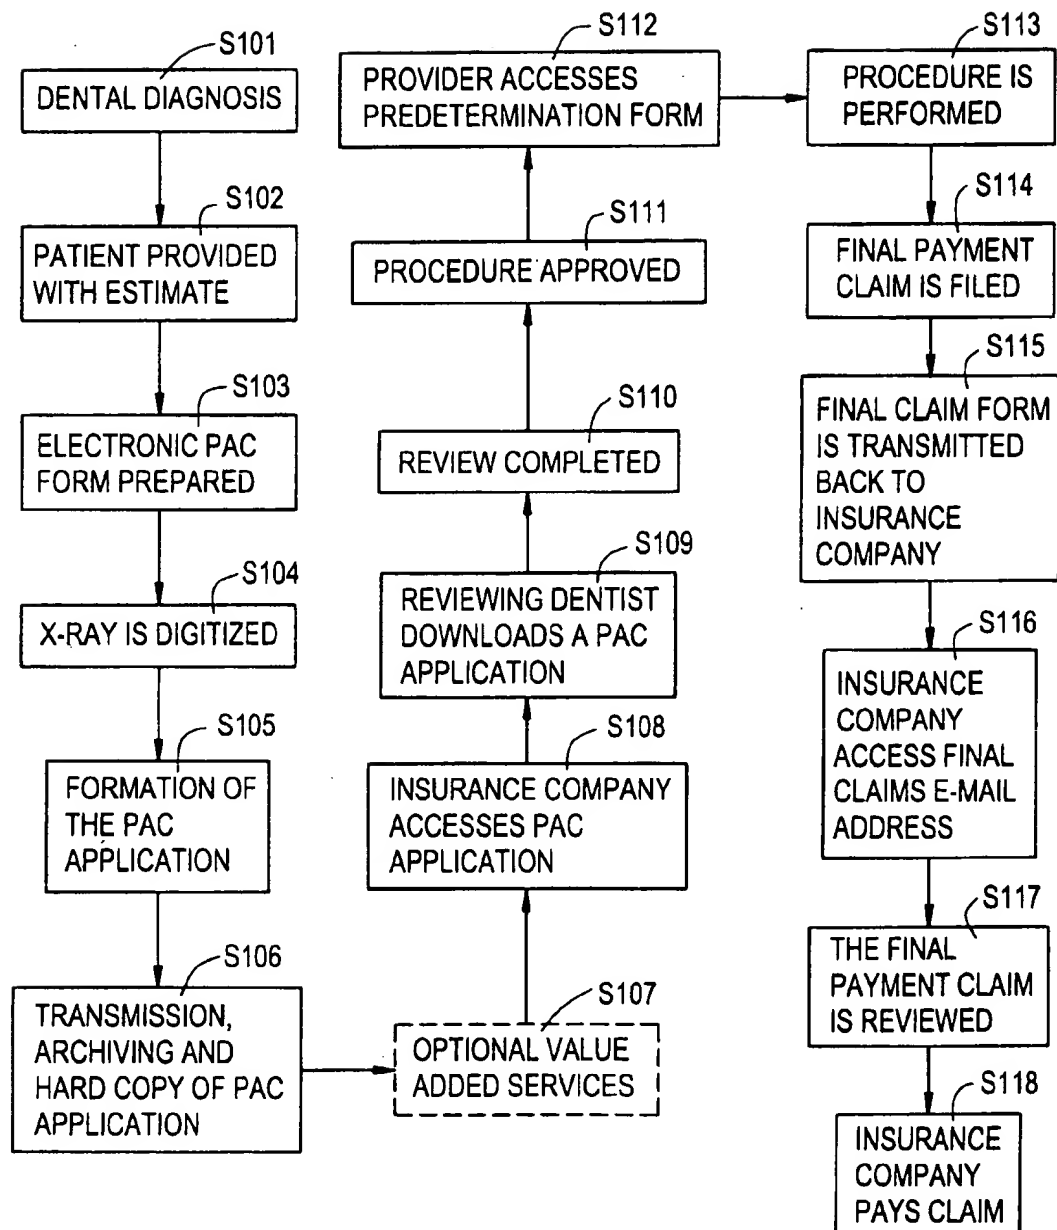 S101
DENTAL DIAGNOSIS
S102
PATIENT PROVIDED
WITH ESTIMATE
S103
ELECTRONIC PAC
FORM PREPARED
S104
X-RAY IS DIGITIZED
S105
FORMATION OF
THE PAC
APPLICATION
S106
TRANSMISSION,
ARCHIVING AND
HARD COPY OF PAC
APPLICATION
S107
OPTIONAL VALUE
ADDED SERVICES
S108
INSURANCE COMPANY
ACCESSES PAC
APPLICATION
S109
REVIEWING DENTIST
DOWNLOADS A PAC
APPLICATION
S110
REVIEW COMPLETED
S111
PROCEDURE APPROVED
S112
PROVIDER ACCESSES
PREDETERMINATION FORM
S113
PROCEDURE IS
PERFORMED
S114
FINAL PAYMENT
CLAIM IS FILED
S115
FINAL CLAIM FORM
IS TRANSMITTED
BACK TO
INSURANCE
COMPANY
S116
INSURANCE
COMPANY
ACCESS FINAL
CLAIMS E-MAIL
ADDRESS
S117
THE FINAL
PAYMENT CLAIM
IS REVIEWED
S118
INSURANCE
COMPANY
PAYS CLAIM